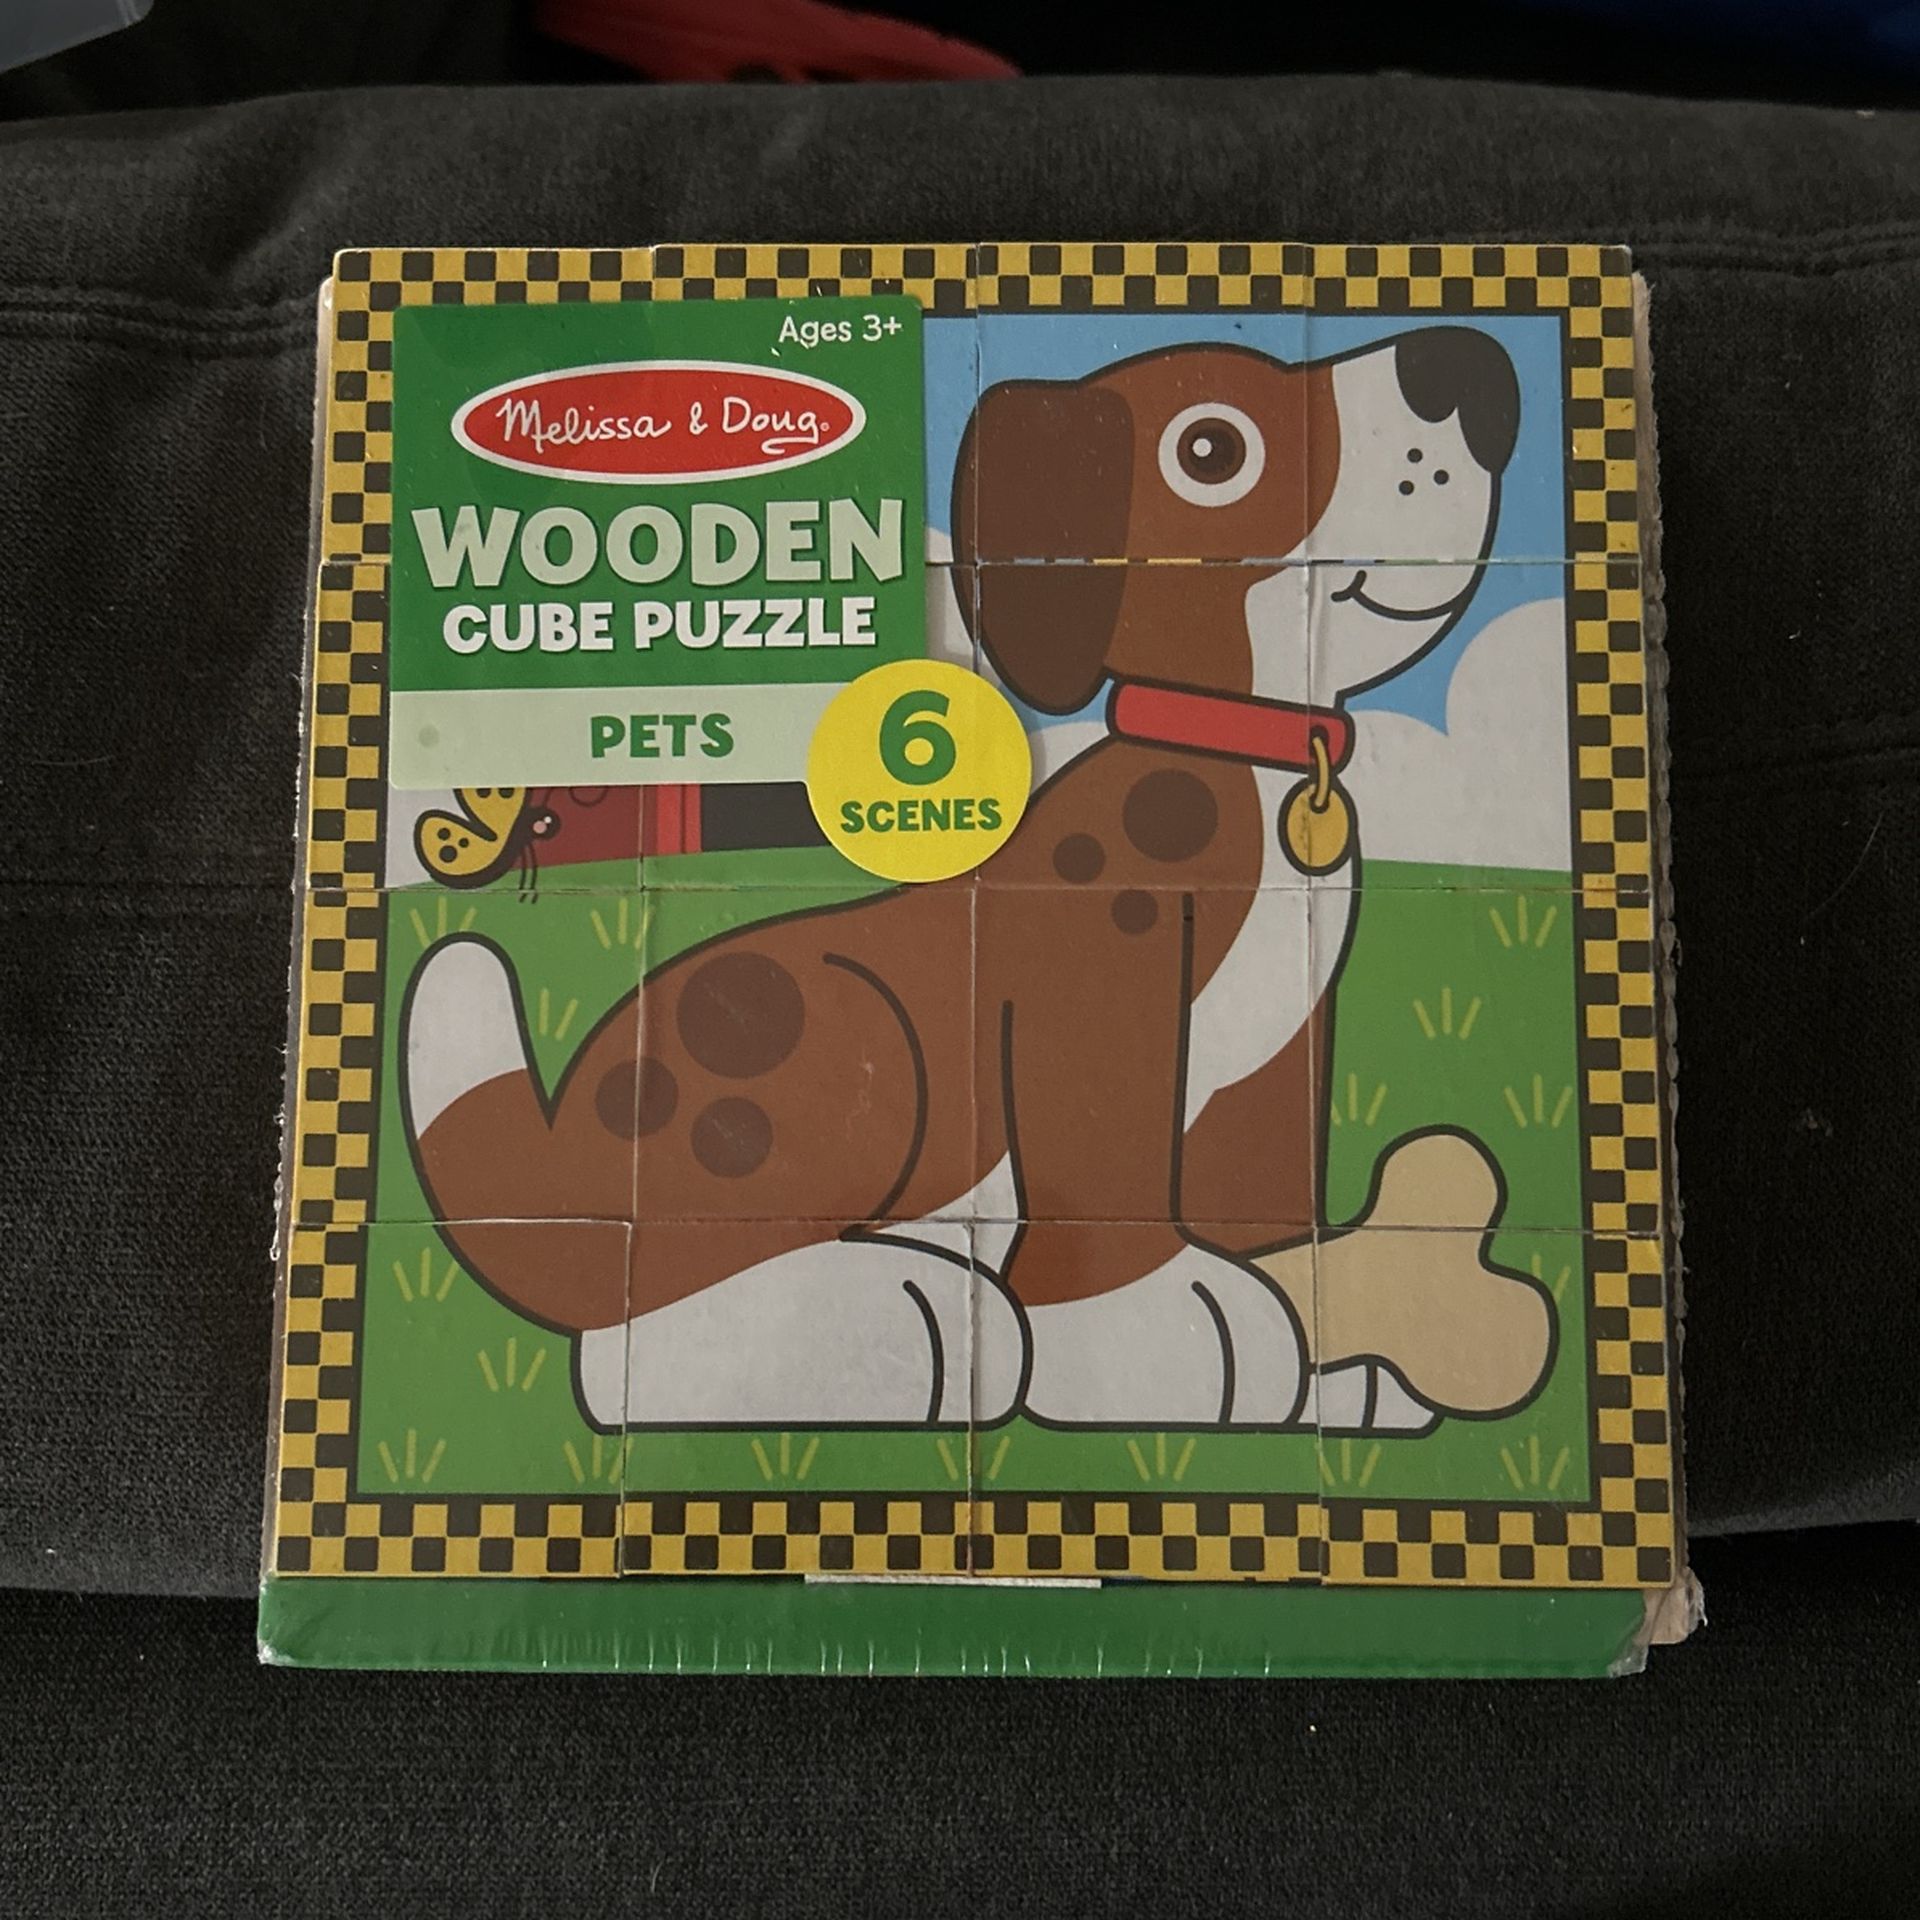 Ages 3+
Melissa & Doug®
WOODEN
CUBE PUZZLE
PETS
6
SCENES